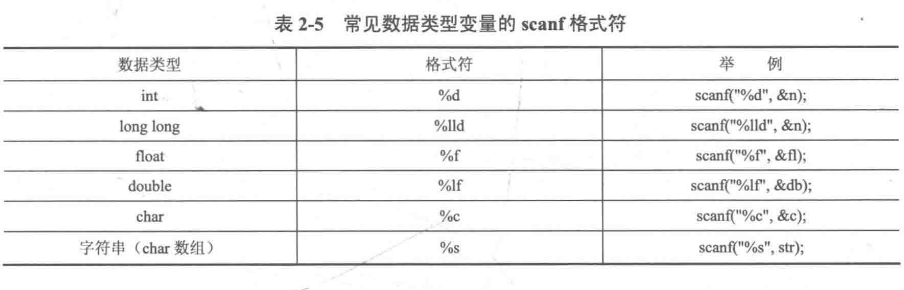 表 2-5 常见数据类型变量的 scanf 格式符
数据类型 格式符 举 例
int %d scanf("%d", &n);
long long %lld scanf("%lld", &n);
float %f scanf("%f", &fl);
double %lf scanf("%lf", &db);
char %c scanf("%c", &c);
字符串（char 数组） %s scanf("%s", str);